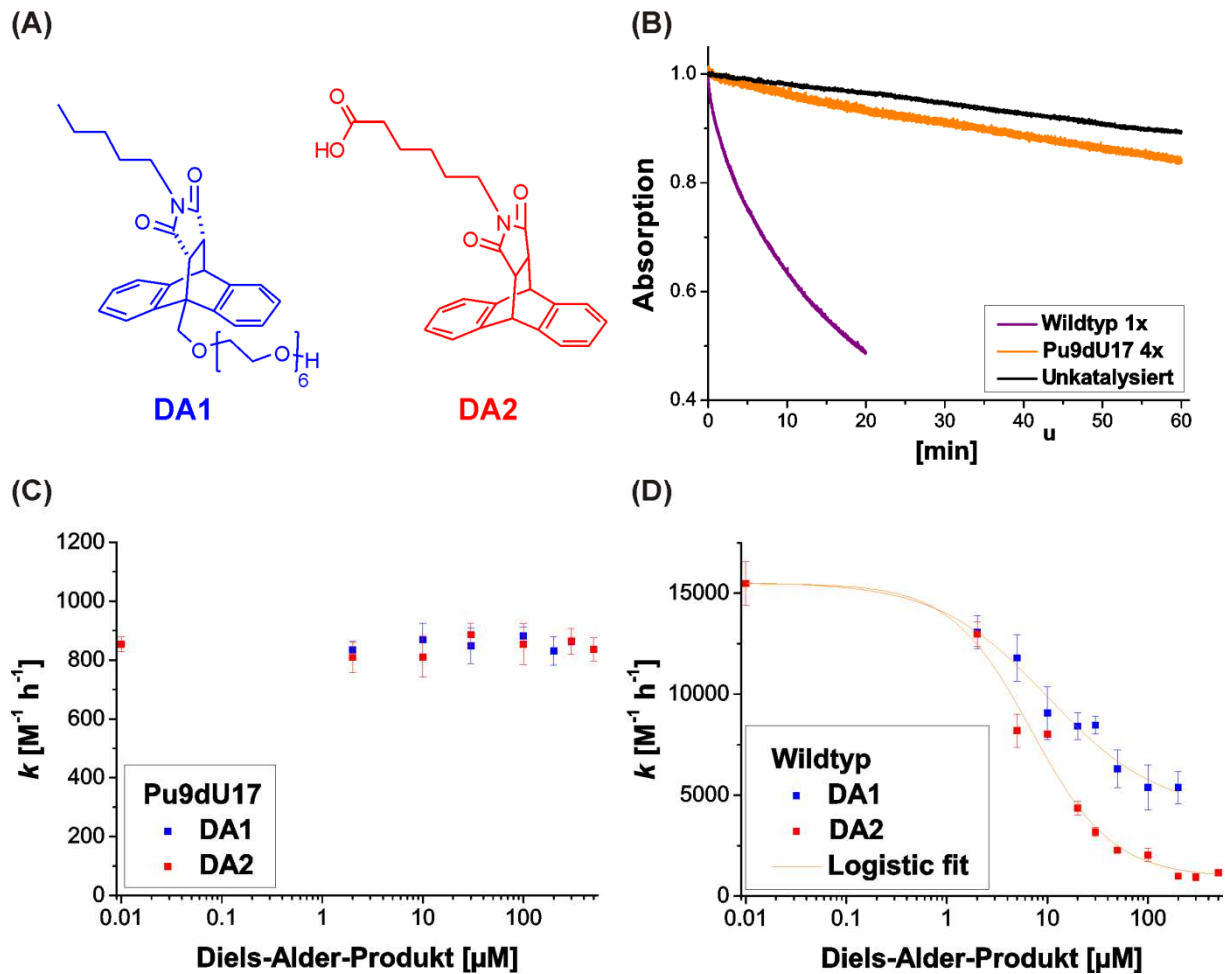 (A)
O
HO
N
O
O
O
O
H
6
DA1
O
N
O
DA2
(B)
Absorption
1.0
0.8
0.6
0.4
0
10
20
30
40
50
60
u
[min]
Wildtyp 1x
Pu9dU17 4x
Unkatalysiert
(C)
k [M⁻¹ h⁻¹]
1200
1000
800
600
400
200
0
Pu9dU17
DA1
DA2
0.01
0.1
1
10
100
Diels-Alder-Produkt [µM]
(D)
k [M⁻¹ h⁻¹]
15000
10000
5000
0
Wildtyp
DA1
DA2
Logistic fit
0.01
0.1
1
10
100
Diels-Alder-Produkt [µM]